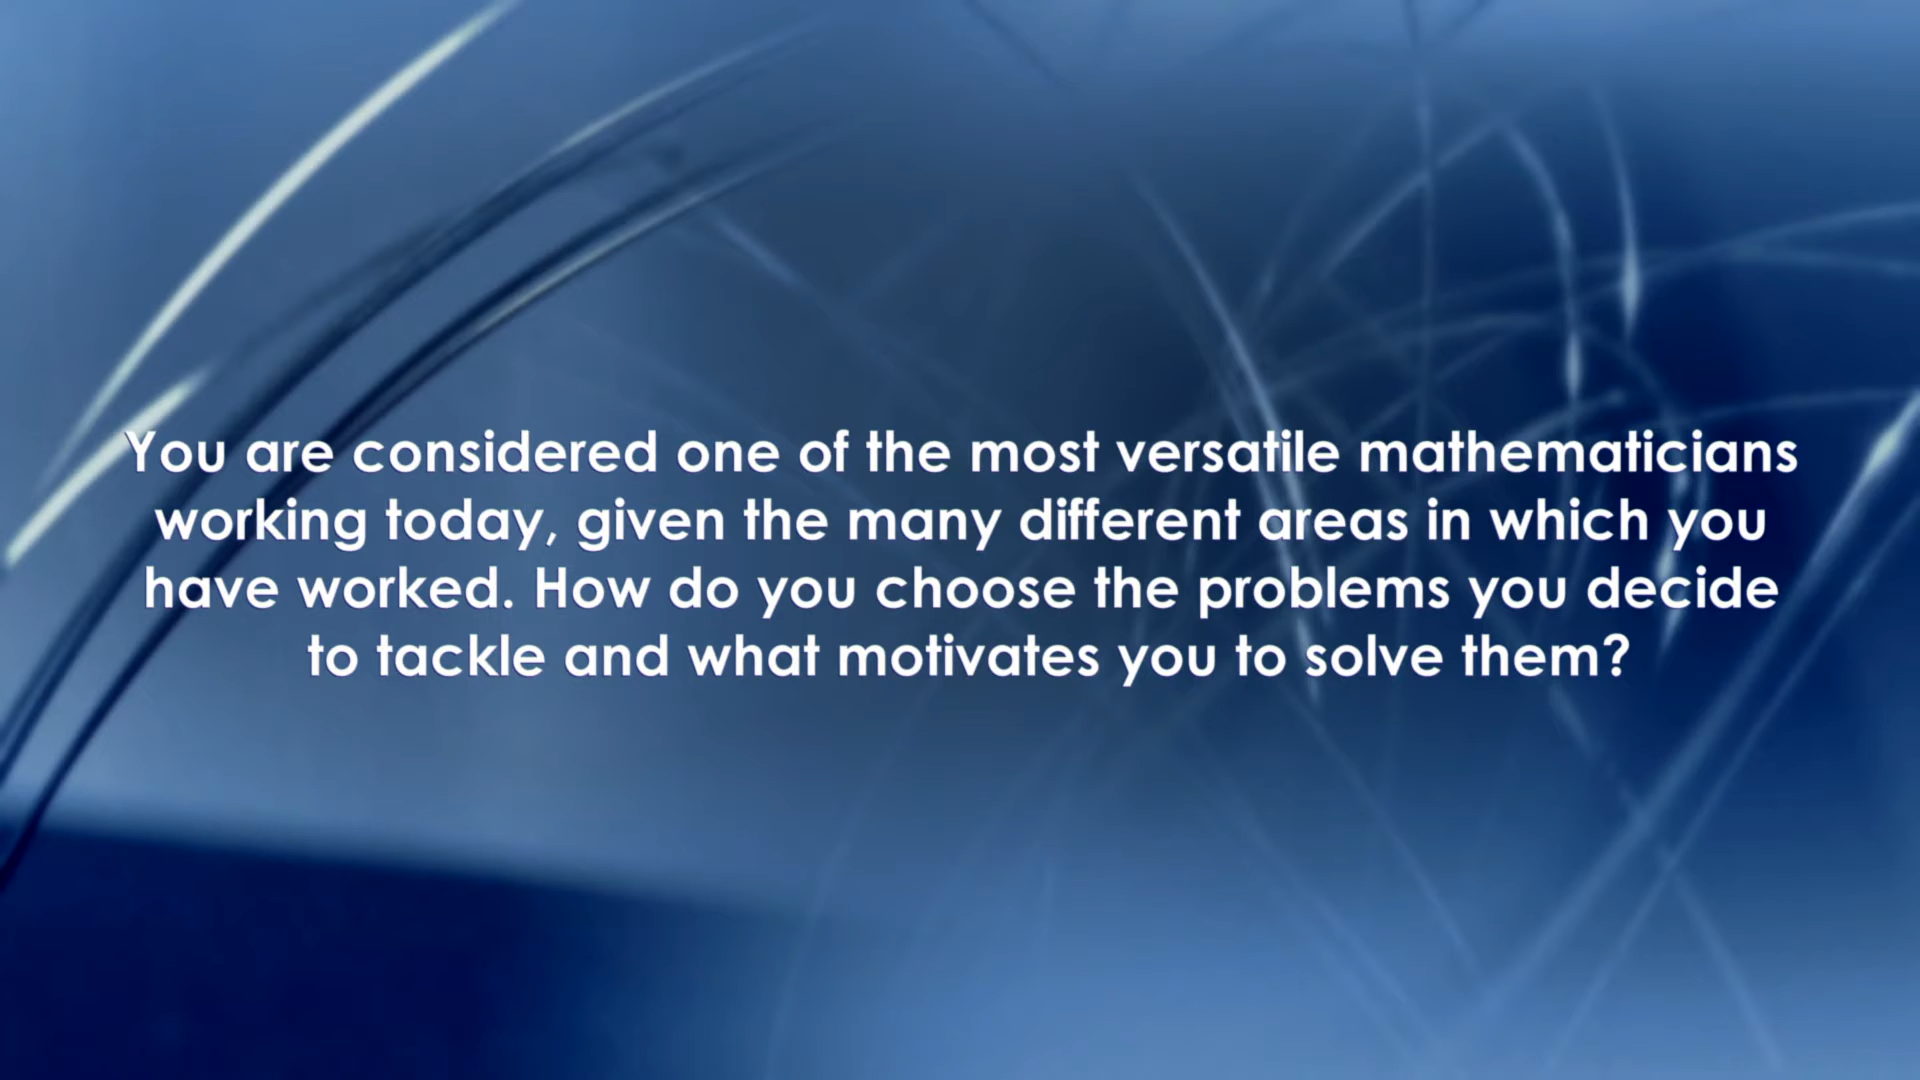 You are considered one of the most versatile mathematicians
working today, given the many different areas in which you
have worked. How do you choose the problems you decide
to tackle and what motivates you to solve them?